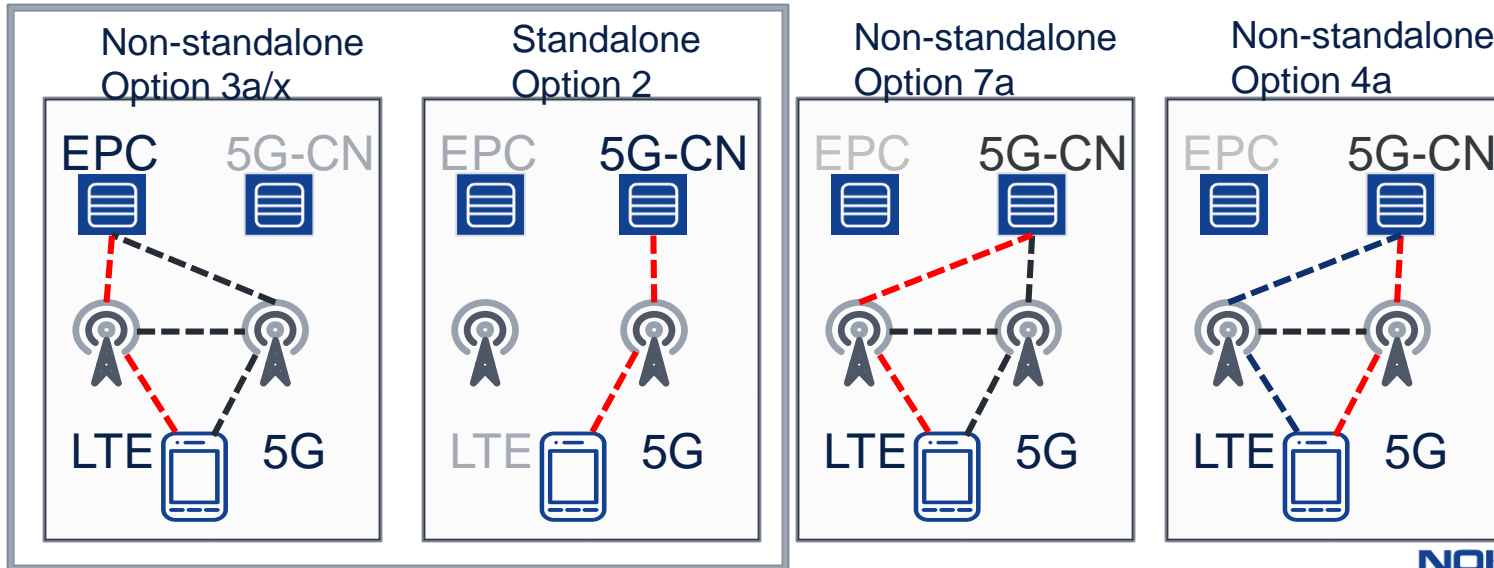 Non-standalone
Option 3a/x
EPC 5G-CN
LTE 5G
Standalone
Option 2
EPC 5G-CN
LTE 5G
Non-standalone
Option 7a
EPC 5G-CN
LTE 5G
Non-standalone
Option 4a
EPC 5G-CN
LTE 5G